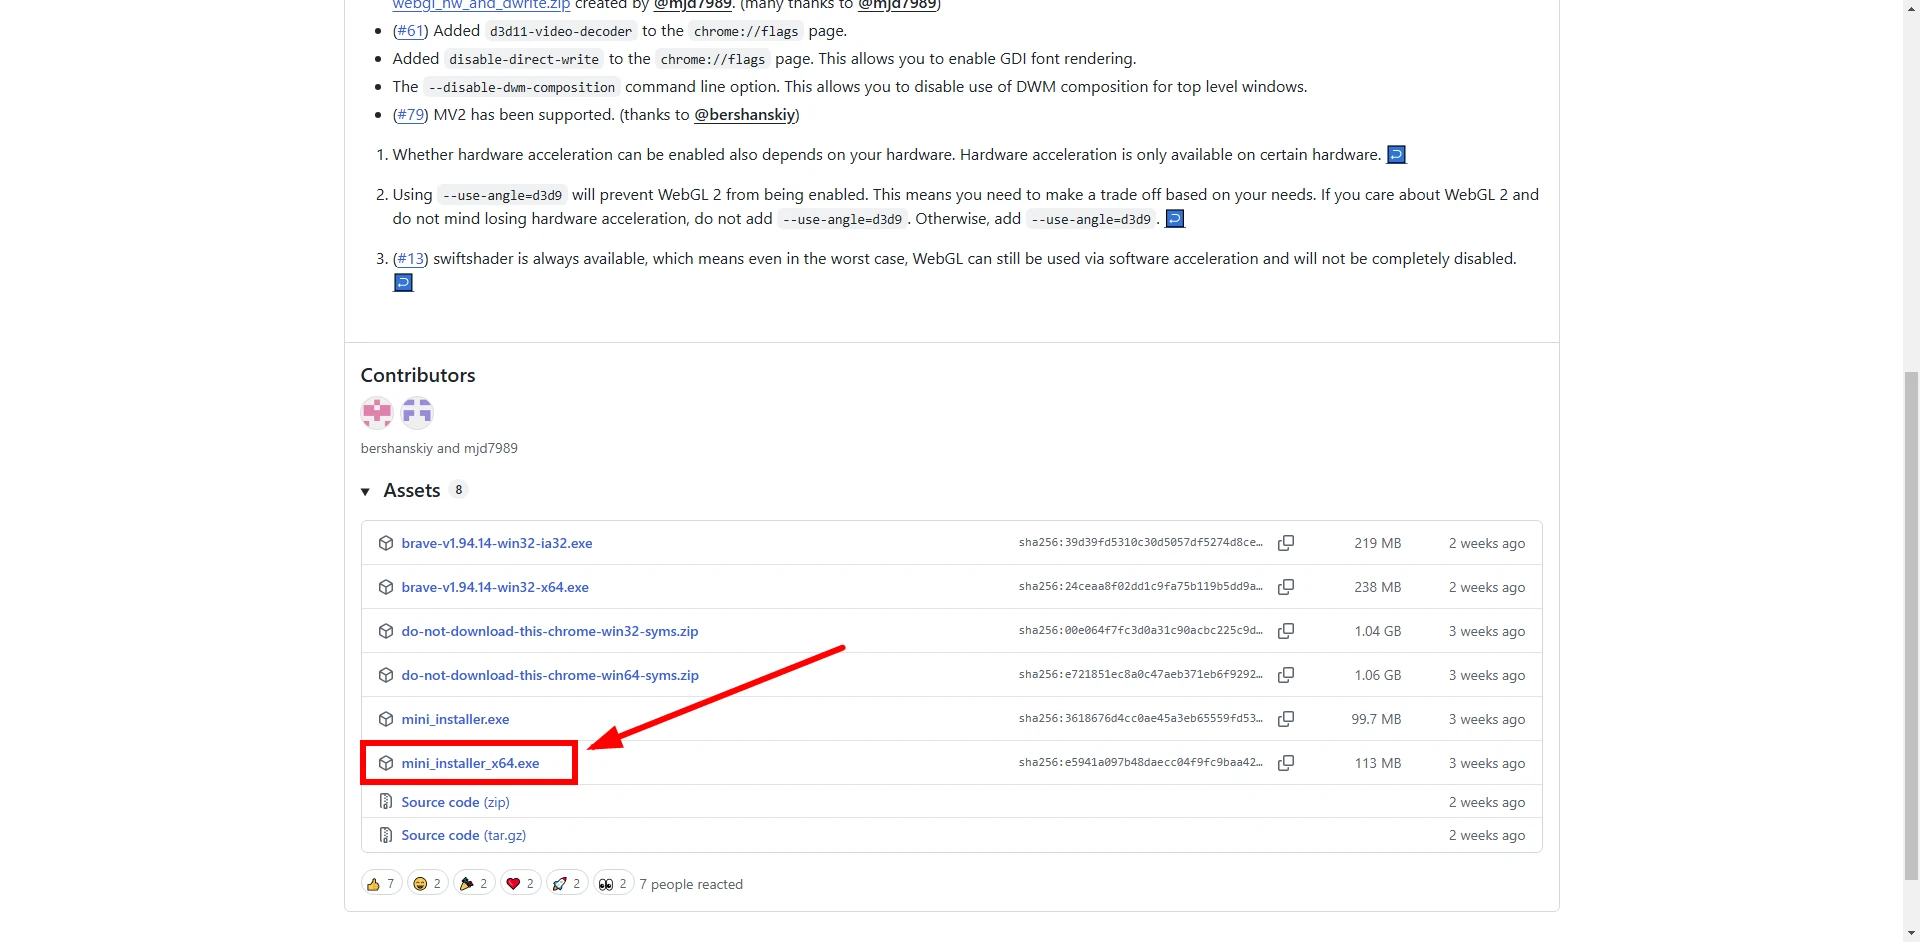 webgl_hw_and_dwrite.zip created by @mjd7989. (many thanks to @mjd7989)
(#61) Added d3d11-video-decoder to the chrome://flags page.
Added disable-direct-write to the chrome://flags page. This allows you to enable GDI font rendering.
The --disable-dwm-composition command line option. This allows you to disable use of DWM composition for top level windows.
(#79) MV2 has been supported. (thanks to @bershanskiy)
1. Whether hardware acceleration can be enabled also depends on your hardware. Hardware acceleration is only available on certain hardware.
2. Using --use-angle=d3d9 will prevent WebGL 2 from being enabled. This means you need to make a trade off based on your needs. If you care about WebGL 2 and
do not mind losing hardware acceleration, do not add --use-angle=d3d9. Otherwise, add --use-angle=d3d9.
3. (#13) swiftshader is always available, which means even in the worst case, WebGL can still be used via software acceleration and will not be completely disabled.
Contributors
bershanskiy and mjd7989
Assets 8
brave-v1.94.14-win32-ia32.exe sha256:39d39fd5310c30d5057df5274d8ce… 219 MB 2 weeks ago
brave-v1.94.14-win32-x64.exe sha256:24ceaa8f02dd1c9fa75b119b5dd9a… 238 MB 2 weeks ago
do-not-download-this-chrome-win32-syms.zip sha256:00e064f7fc3d0a31c90acbc225c9d… 1.04 GB 3 weeks ago
do-not-download-this-chrome-win64-syms.zip sha256:e721851ec8a0c47aeb371eb6f9292… 1.06 GB 3 weeks ago
mini_installer.exe sha256:3618676d4cc0ae45a3eb65559fd53… 99.7 MB 3 weeks ago
mini_installer_x64.exe sha256:e5941a097b48daecc04f9fc9baa42… 113 MB 3 weeks ago
Source code (zip) 2 weeks ago
Source code (tar.gz) 2 weeks ago
7 2 2 2 2 2 7 people reacted